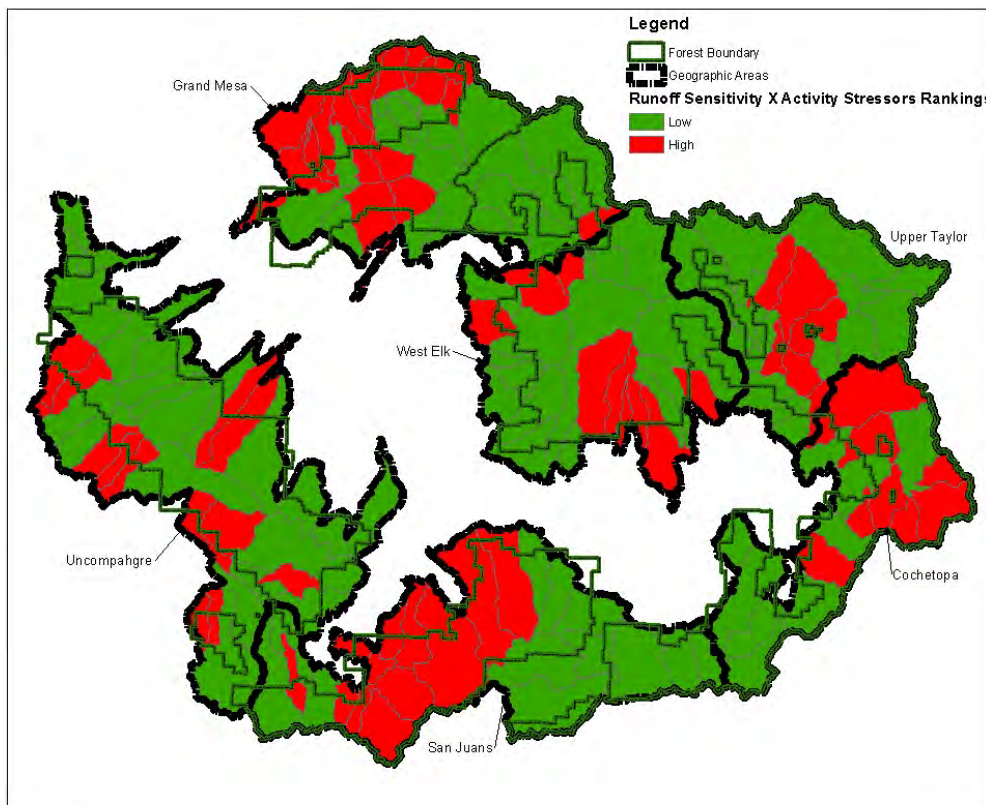 Legend
Forest Boundary
Geographic Areas
Runoff Sensitivity X Activity Stressors Rankings
Low
High
Grand Mesa
Upper Taylor
West Elk
Uncompahgre
Cochetopa
San Juans